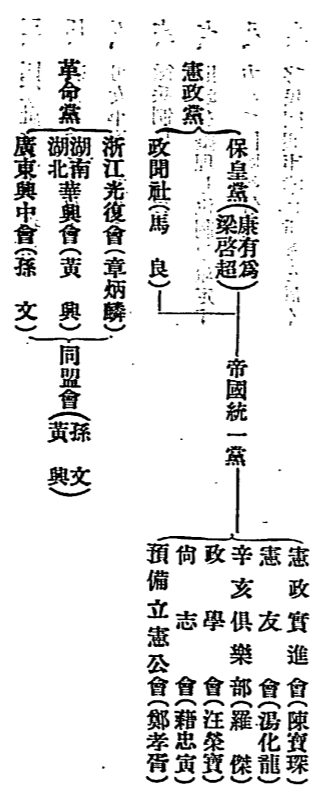 憲政黨
保皇黨(康有爲
梁啓超)
政聞社(馬 良)
帝國統一黨
憲政實進會(陳寶琛)
憲友會(湯化龍)
辛亥俱樂部(羅 傑)
政學會(汪榮寶)
尙志會(藉忠寅)
預備立憲公會(鄭孝胥)
革命黨
浙江光復會(章炳麟)
湖南
湖北華興會(黃 興)
廣東興中會(孫 文)
同盟會(孫 文
黃 興)